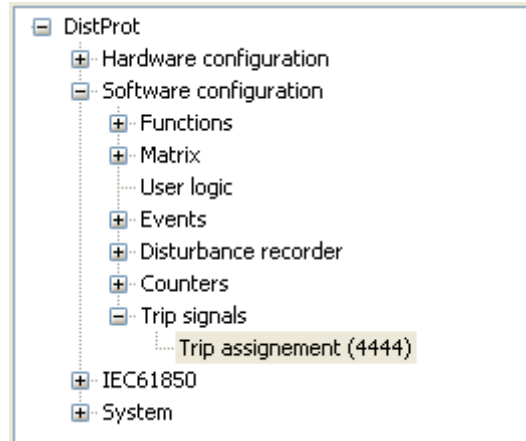 DistProt
Hardware configuration
Software configuration
Functions
Matrix
User logic
Events
Disturbance recorder
Counters
Trip signals
Trip assignement (4444)
IEC61850
System